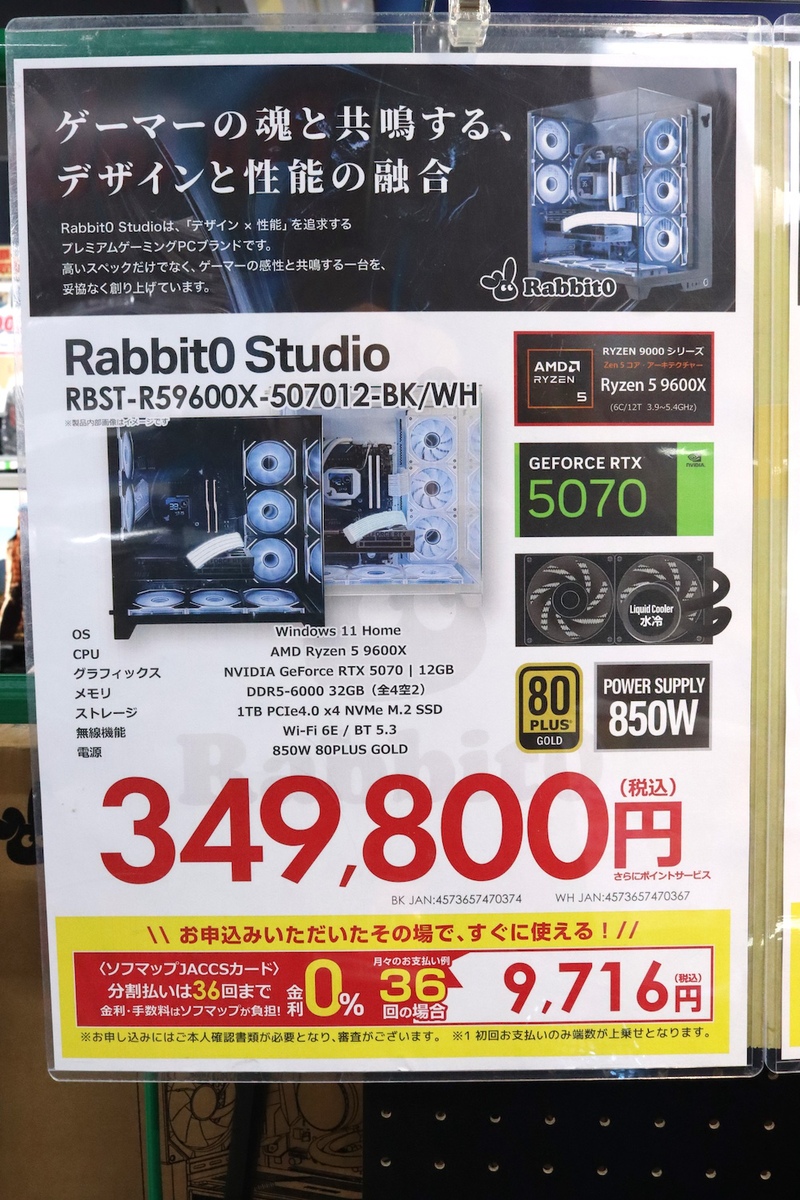 ゲーマーの魂と共鳴する、
デザインと性能の融合
Rabbit0 Studioは、「デザイン × 性能」を追求する
プレミアムゲーミングPCブランドです。
高いスペックだけでなく、ゲーマーの感性と共鳴する一台を、
妥協なく創り上げています。
Rabbit0
Rabbit0 Studio
RBST-R59600X-507012-BK/WH
※製品内部画像はイメージです
AMD
RYZEN
5
RYZEN 9000 シリーズ
Zen 5 コア・アーキテクチャー
Ryzen 5 9600X
(6C/12T 3.9~5.4GHz)
GEFORCE RTX
5070
NVIDIA
Liquid Cooler
水冷
80
PLUS
GOLD
POWER SUPPLY
850W
OS Windows 11 Home
CPU AMD Ryzen 5 9600X
グラフィックス NVIDIA GeForce RTX 5070 | 12GB
メモリ DDR5-6000 32GB（全4空2）
ストレージ 1TB PCIe4.0 x4 NVMe M.2 SSD
無線機能 Wi-Fi 6E / BT 5.3
電源 850W 80PLUS GOLD
349,800円
（税込）
さらにポイントサービス
BK JAN:4573657470374 WH JAN:4573657470367
\\ お申込みいただいたその場で、すぐに使える！//
〈ソフマップJACCSカード〉
分割払いは36回まで
金利・手数料はソフマップが負担!
金利0%
月々のお支払い例
36
回の場合
9,716円
（税込）
※お申し込みにはご本人確認書類が必要となり、審査がございます。 ※1 初回お支払いのみ端数が上乗せとなります。